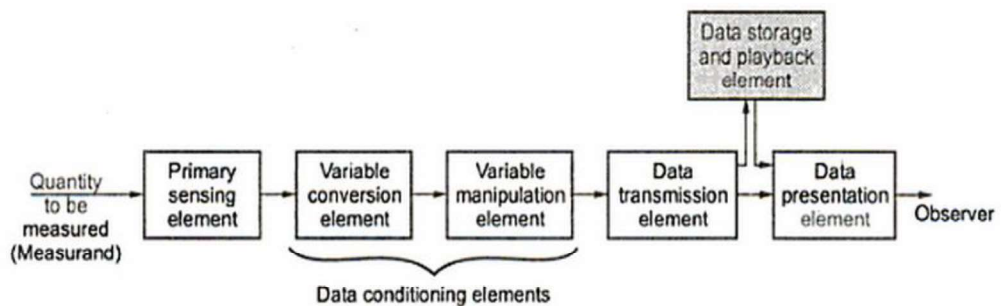 Data storage
and playback
element
Quantity
to be
measured
(Measurand)
Primary
sensing
element
Variable
conversion
element
Variable
manipulation
element
Data
transmission
element
Data
presentation
element
Observer
Data conditioning elements